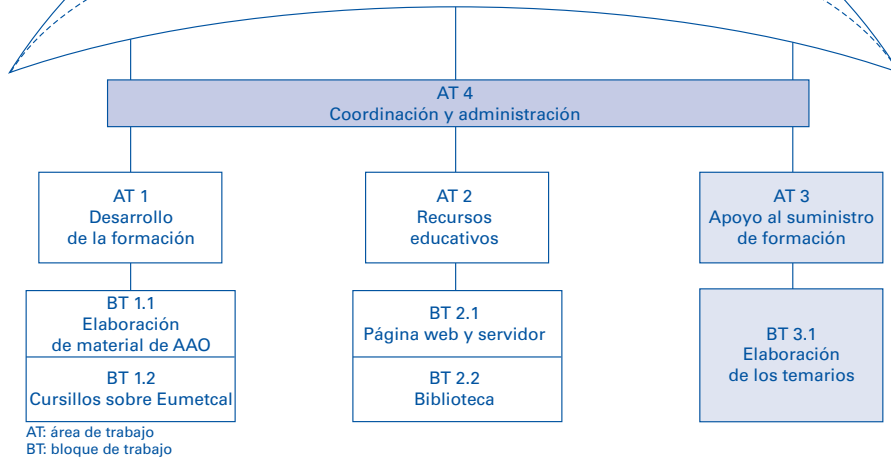 AT 4
Coordinación y administración
AT 1
Desarrollo
de la formación
AT 2
Recursos
educativos
AT 3
Apoyo al suministro
de formación
BT 1.1
Elaboración
de material de AAO
BT 1.2
Cursillos sobre Eumetcal
BT 2.1
Página web y servidor
BT 2.2
Biblioteca
BT 3.1
Elaboración
de los temarios
AT: área de trabajo
BT: bloque de trabajo